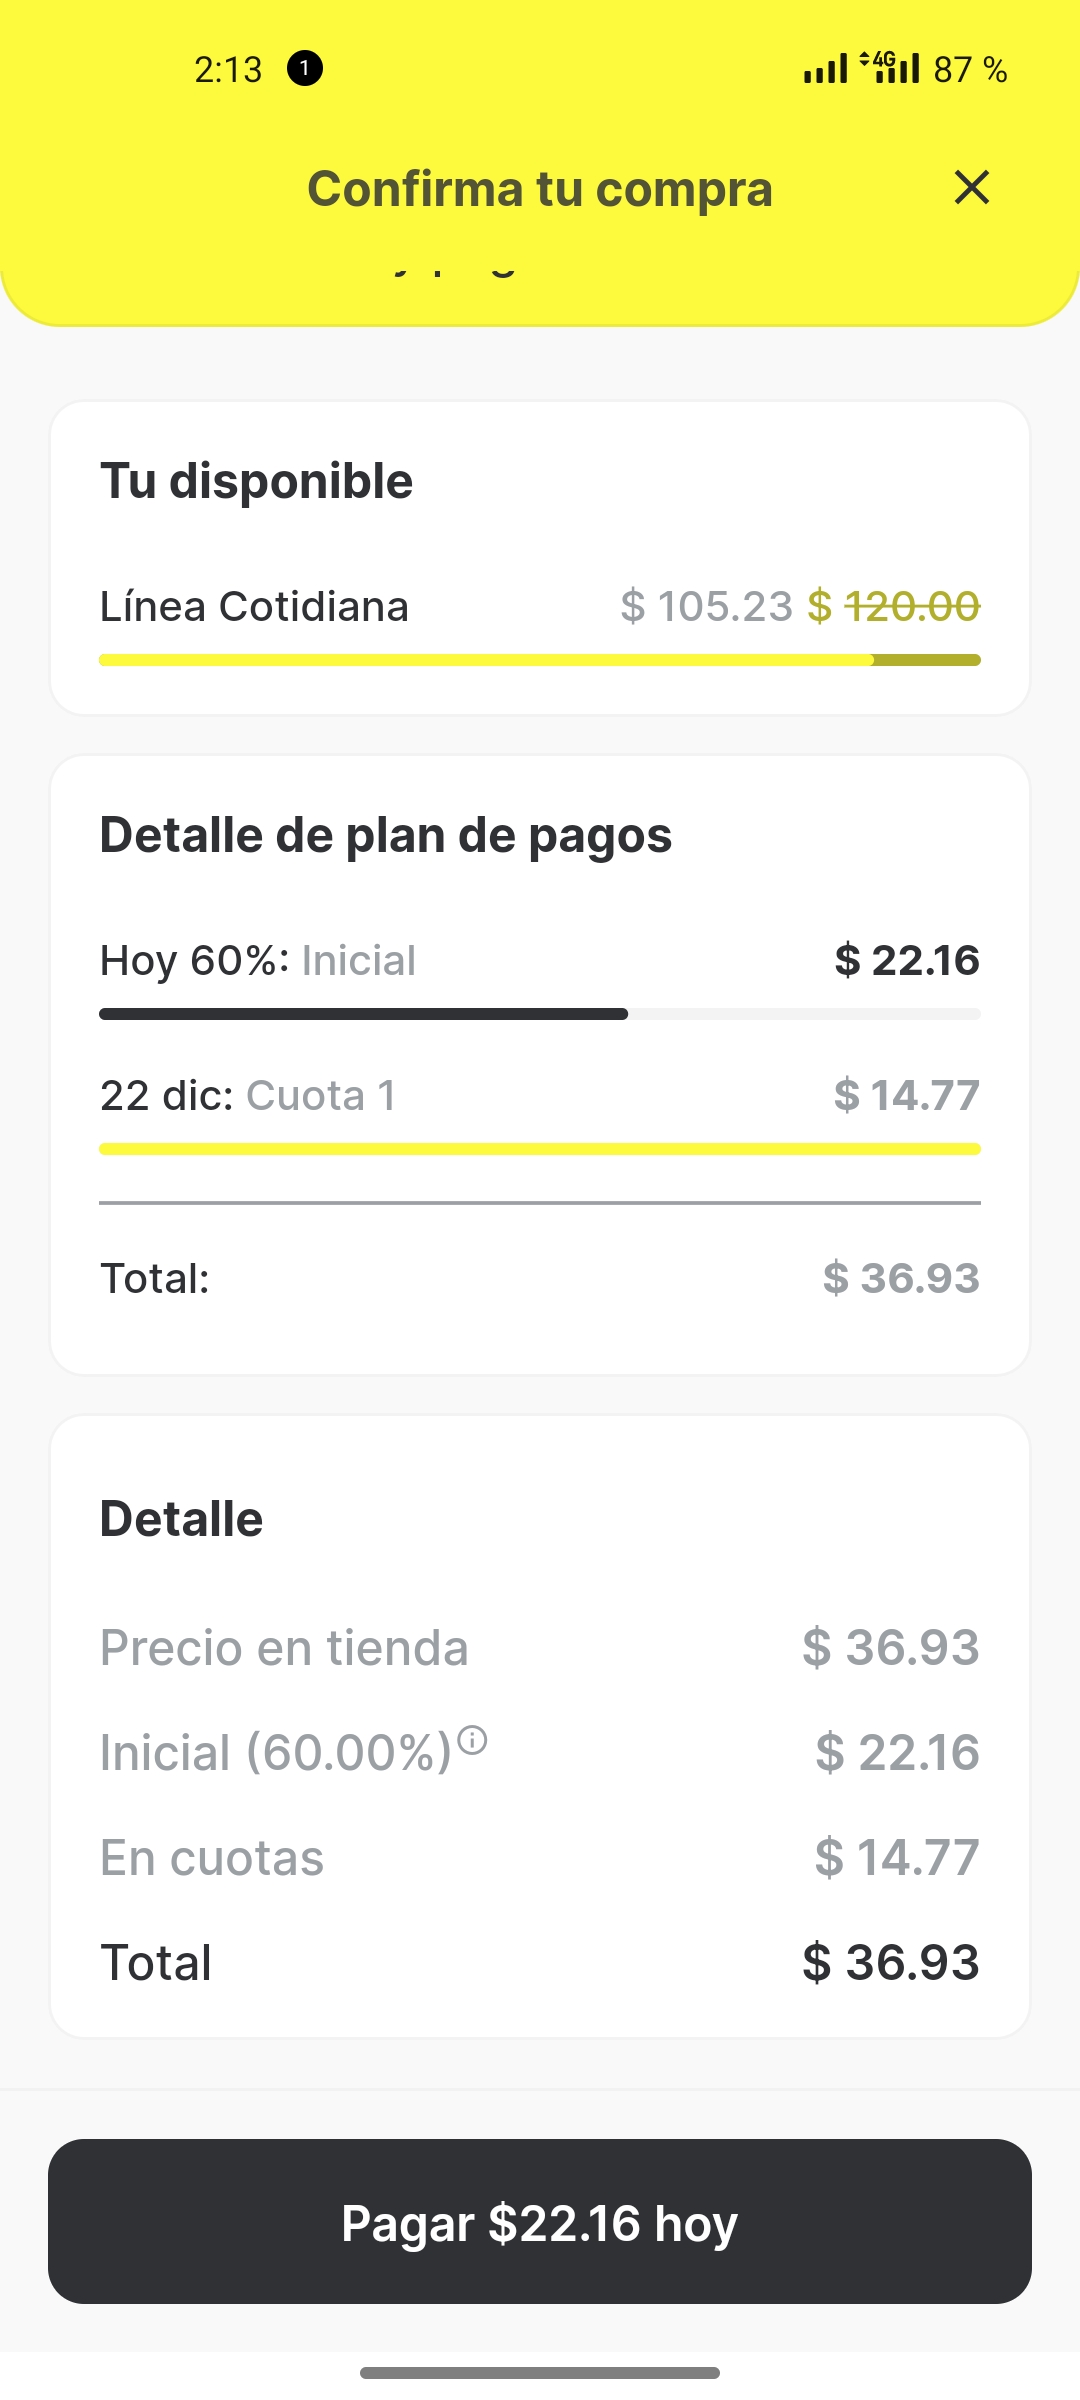 2:13 1 4G 87 %
Confirma tu compra
Tu disponible
Línea Cotidiana $ 105.23 $ 120.00
Detalle de plan de pagos
Hoy 60%: Inicial $ 22.16
22 dic: Cuota 1 $ 14.77
Total: $ 36.93
Detalle
Precio en tienda $ 36.93
Inicial (60.00%) $ 22.16
En cuotas $ 14.77
Total $ 36.93
Pagar $22.16 hoy